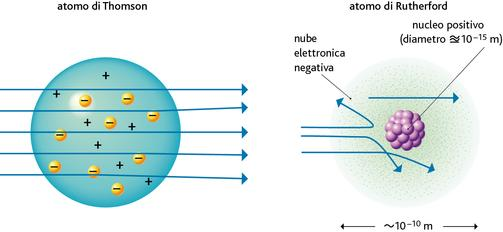 atomo di Thomson
+
+
−
−
−
+
−
+
+
−
+
−
−
+
−
+
−
atomo di Rutherford
nucleo positivo
(diametro ≅10⁻¹⁵ m)
nube
elettronica
negativa
~10⁻¹⁰ m